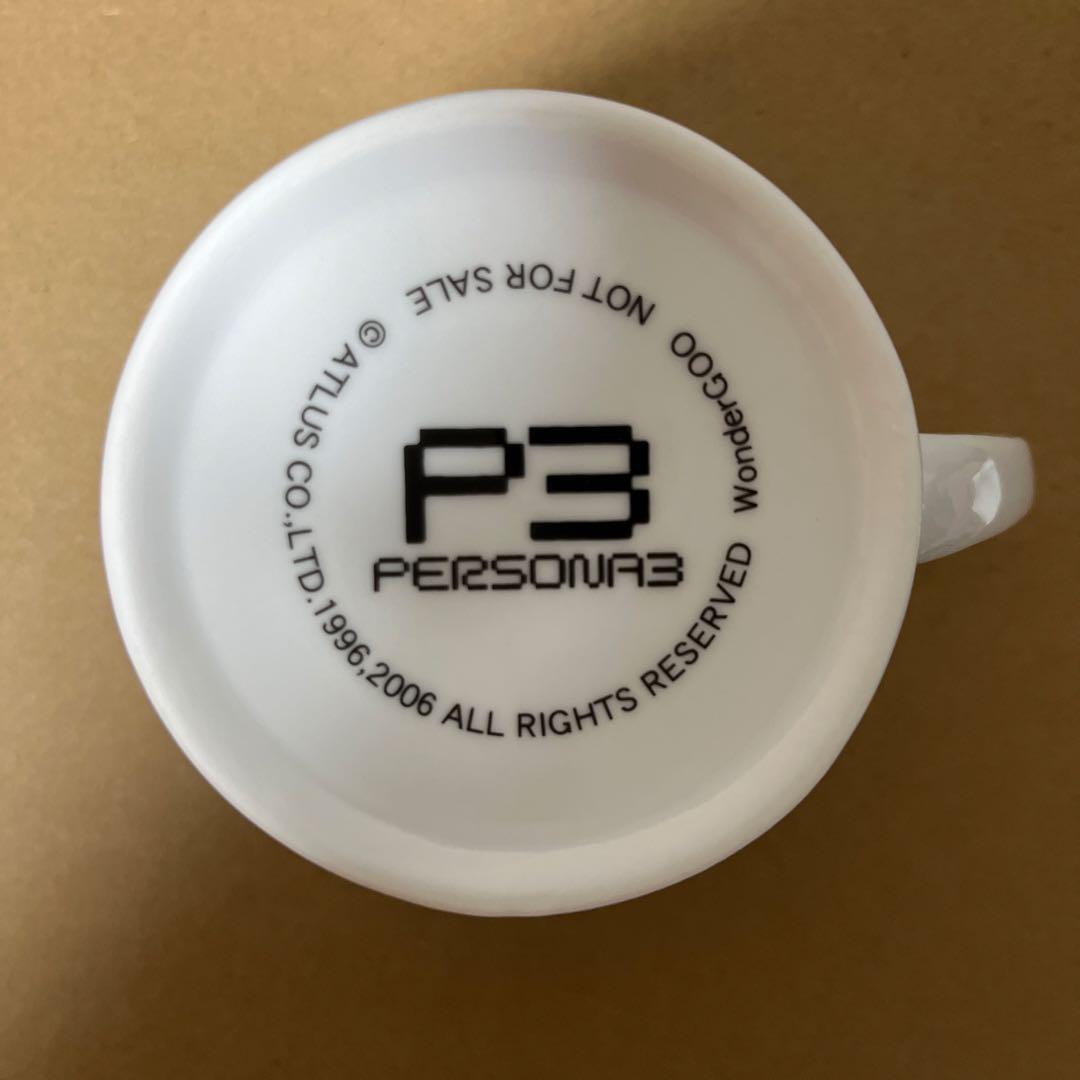 P3
PERSONA3
© ATLUS CO.,LTD.1996,2006 ALL RIGHTS RESERVED WonderGOO NOT FOR SALE